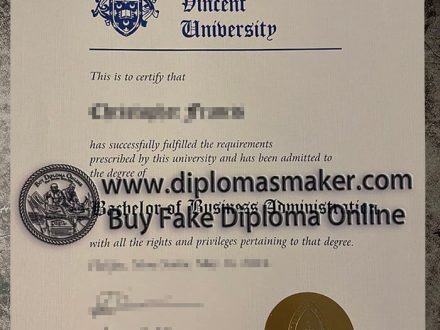 Vincent
University
This is to certify that
has successfully fulfilled the requirements
prescribed by this university and has been admitted to
the degree of
www.diplomasmaker.com
Bachelor of Business Administration
Buy Fake Diploma Online
with all the rights and privileges pertaining to that degree.